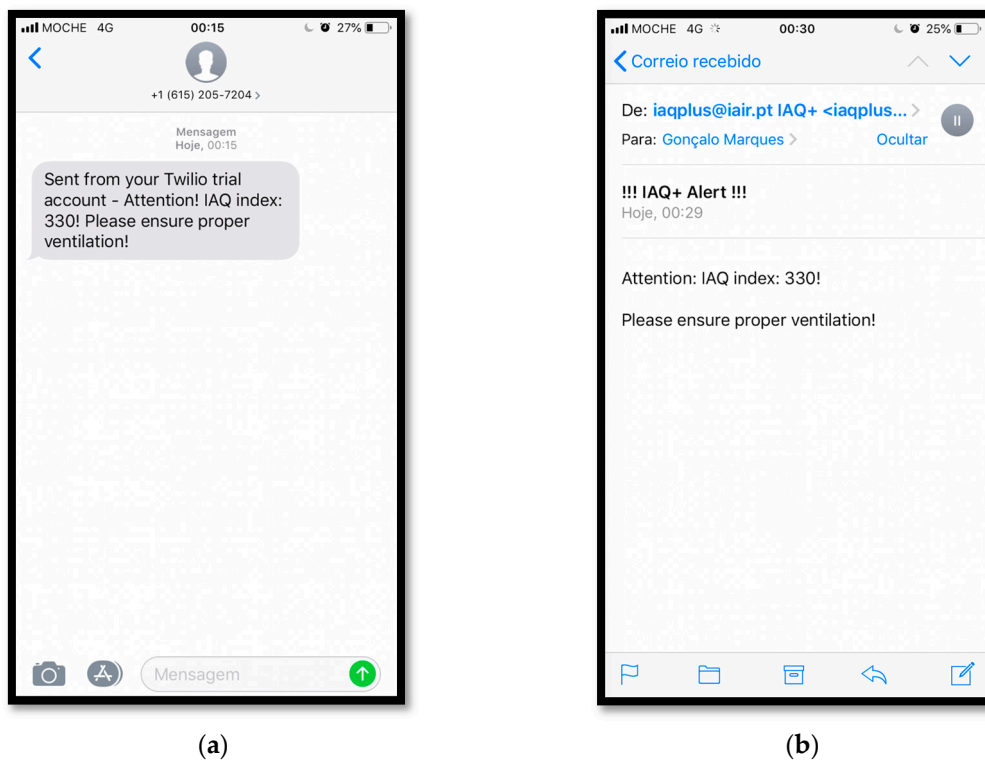 MOCHE 4G 00:15 27%
+1 (615) 205-7204 >
Mensagem
Hoje, 00:15
Sent from your Twilio trial
account - Attention! IAQ index:
330! Please ensure proper
ventilation!
Mensagem
(a)
MOCHE 4G 00:30 25%
Correio recebido
De: iaqplus@iair.pt IAQ+ <iaqplus... >
Para: Gonçalo Marques > Ocultar
II
!!! IAQ+ Alert !!!
Hoje, 00:29
Attention: IAQ index: 330!
Please ensure proper ventilation!
(b)